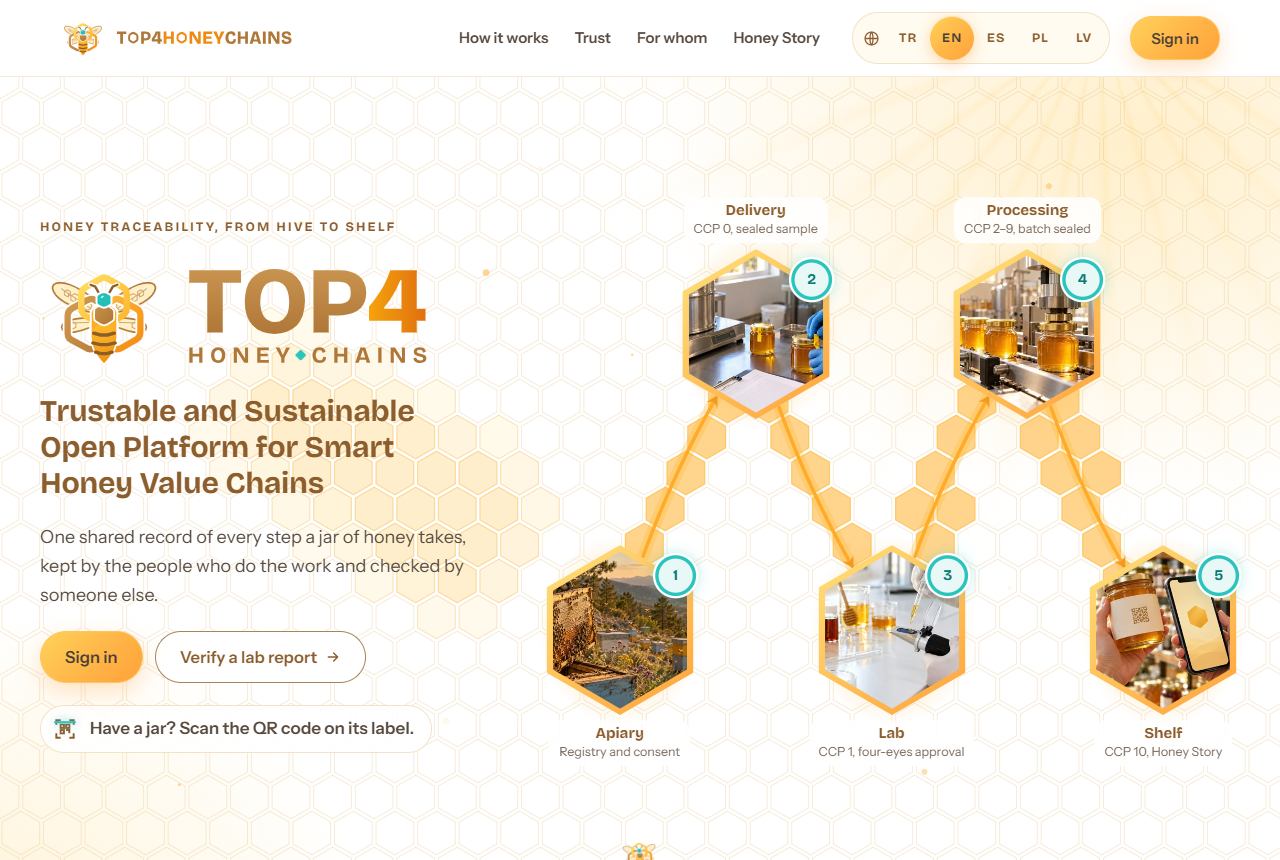 TOP4HONEYCHAINS
How it works
Trust
For whom
Honey Story
TR
EN
ES
PL
LV
Sign in
HONEY TRACEABILITY, FROM HIVE TO SHELF
TOP4
HONEY CHAINS
Trustable and Sustainable
Open Platform for Smart
Honey Value Chains
One shared record of every step a jar of honey takes,
kept by the people who do the work and checked by
someone else.
Sign in
Verify a lab report →
Have a jar? Scan the QR code on its label.
Delivery
CCP 0, sealed sample
2
Processing
CCP 2–9, batch sealed
4
1
Apiary
Registry and consent
3
Lab
CCP 1, four-eyes approval
5
Shelf
CCP 10, Honey Story